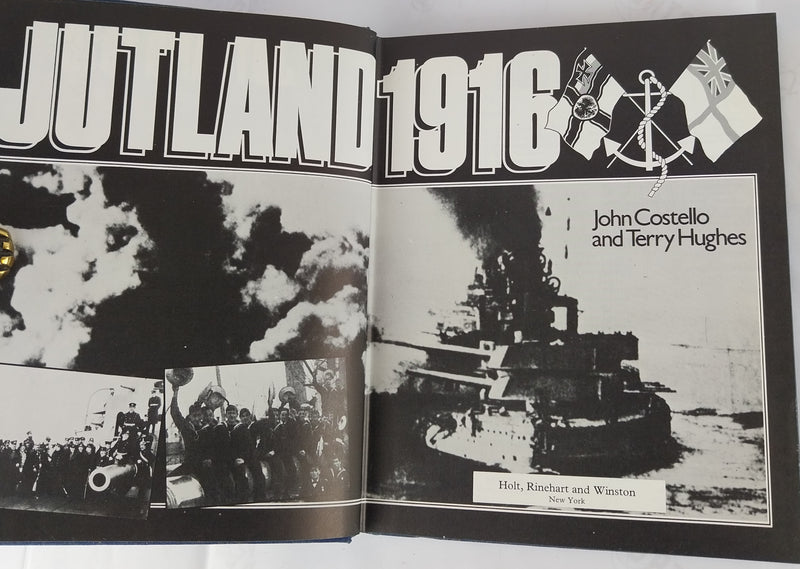 JUTLAND 1916
John Costello
and Terry Hughes
Holt, Rinehart and Winston
New York